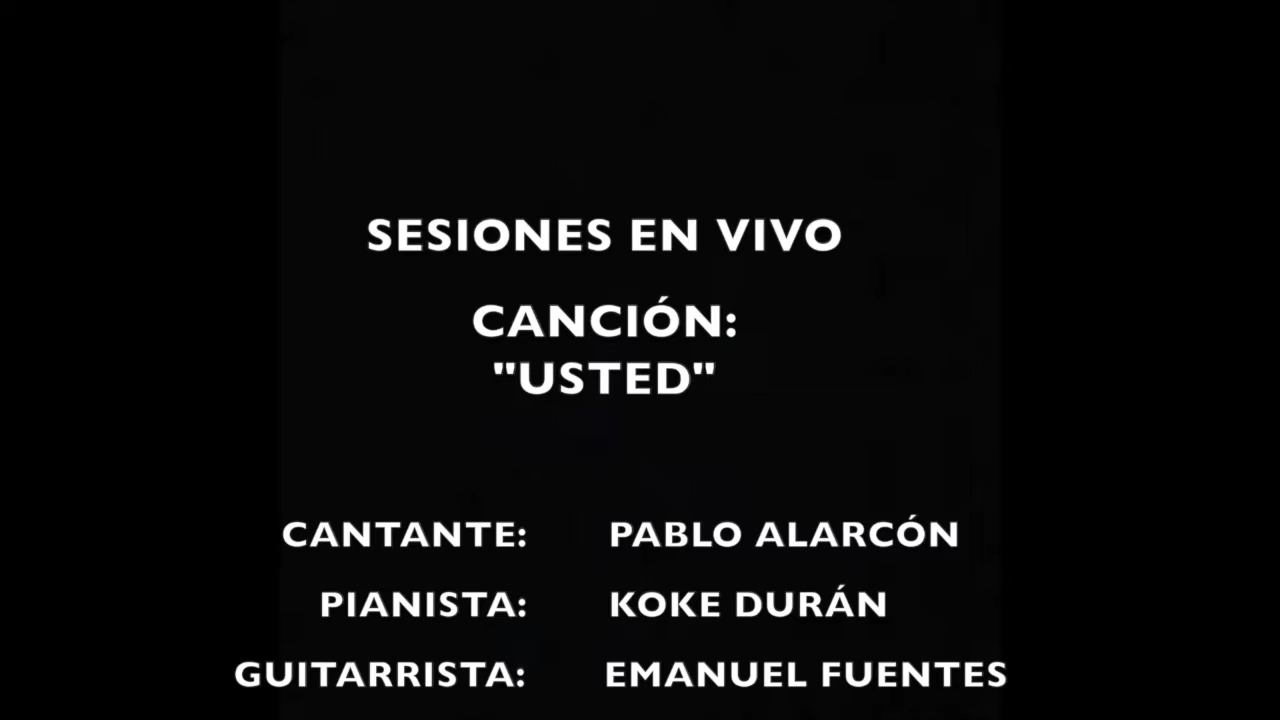 SESIONES EN VIVO
CANCIÓN:
"USTED"
CANTANTE: PABLO ALARCÓN
PIANISTA: KOKE DURÁN
GUITARRISTA: EMANUEL FUENTES